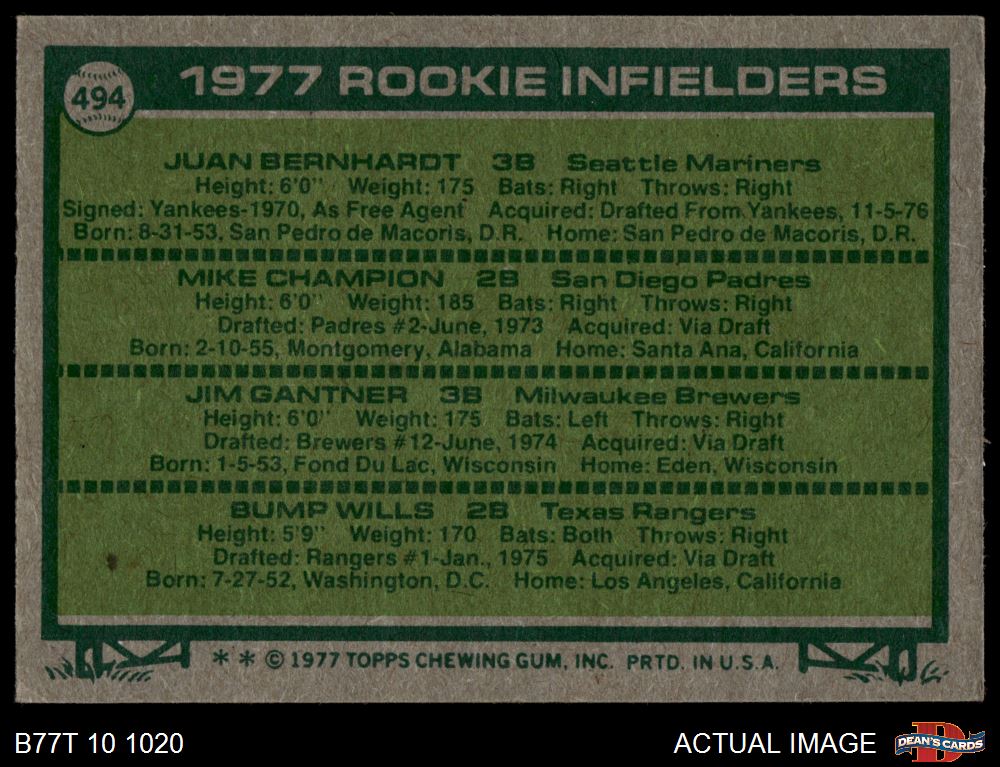 494
1977 ROOKIE INFIELDERS
JUAN BERNHARDT 3B Seattle Mariners
Height: 6'0" Weight: 175 Bats: Right Throws: Right
Signed: Yankees-1970, As Free Agent Acquired: Drafted From Yankees, 11-5-76
Born: 8-31-53, San Pedro de Macoris, D.R. Home: San Pedro de Macoris, D.R.
MIKE CHAMPION 2B San Diego Padres
Height: 6'0" Weight: 185 Bats: Right Throws: Right
Drafted: Padres #2-June, 1973 Acquired: Via Draft
Born: 2-10-55, Montgomery, Alabama Home: Santa Ana, California
JIM GANTNER 3B Milwaukee Brewers
Height: 6'0" Weight: 175 Bats: Left Throws: Right
Drafted: Brewers #12-June, 1974 Acquired: Via Draft
Born: 1-5-53, Fond Du Lac, Wisconsin Home: Eden, Wisconsin
BUMP WILLS 2B Texas Rangers
Height: 5'9" Weight: 170 Bats: Both Throws: Right
Drafted: Rangers #1-Jan., 1975 Acquired: Via Draft
Born: 7-27-52, Washington, D.C. Home: Los Angeles, California
* * © 1977 TOPPS CHEWING GUM, INC. PRTD. IN U.S.A.
B77T 10 1020
ACTUAL IMAGE
D
DEAN'S CARDS